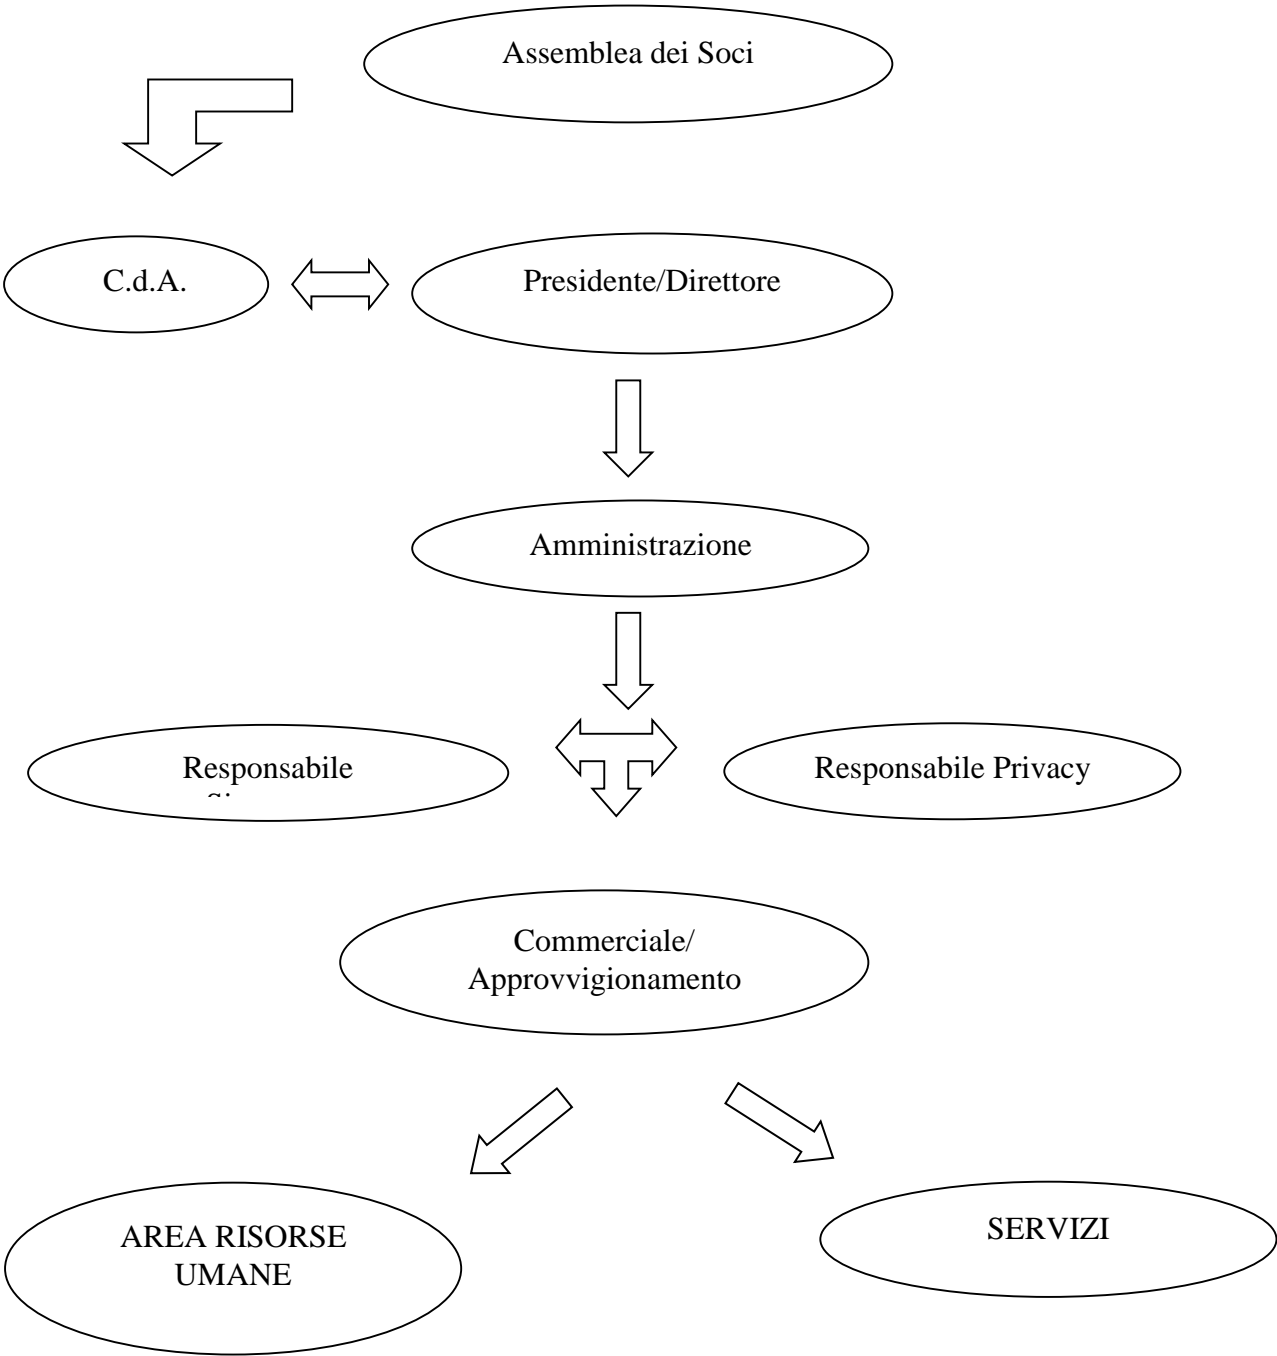 Assemblea dei Soci
C.d.A.
Presidente/Direttore
Amministrazione
Responsabile
Responsabile Privacy
Commerciale/
Approvvigionamento
AREA RISORSE
UMANE
SERVIZI